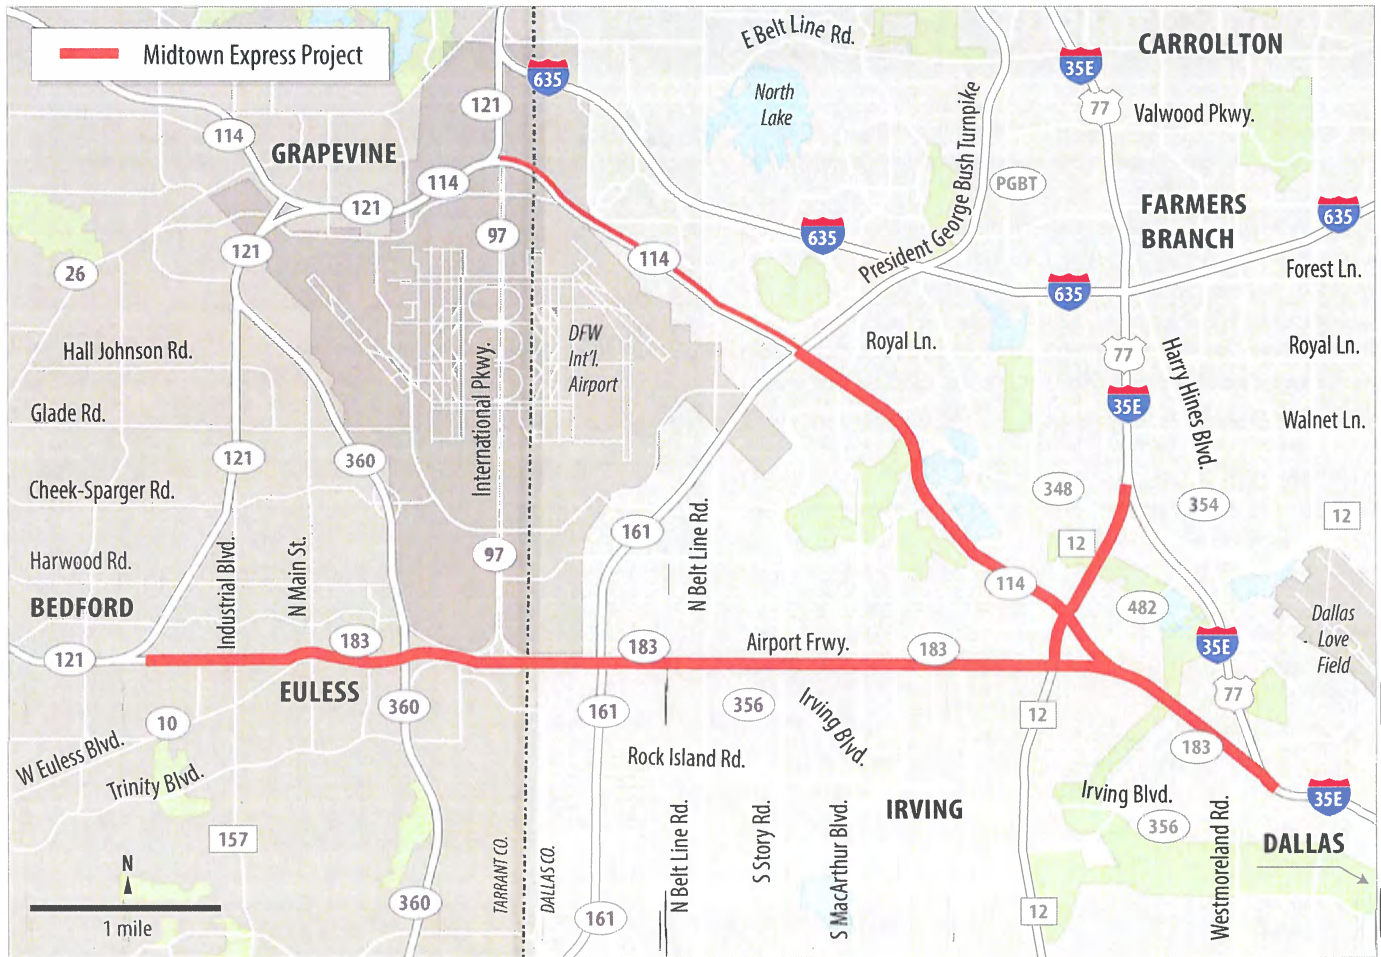 Midtown Express Project
E Belt Line Rd.
CARROLLTON
635
35E
121
North
Lake
77
Valwood Pkwy.
114
GRAPEVINE
114
121
PGBT
President George Bush Turnpike
FARMERS
BRANCH
635
635
97
121
26
114
635
Forest Ln.
DFW
Int'l.
Airport
Hall Johnson Rd.
Royal Ln.
77
Royal Ln.
Harry Hines Blvd.
International Pkwy.
Glade Rd.
35E
Walnet Ln.
121
360
Cheek-Sparger Rd.
348
354
12
161
N Belt Line Rd.
12
97
Harwood Rd.
Industrial Blvd.
N Main St.
114
BEDFORD
482
Dallas
Love
Field
183
183
Airport Frwy.
183
35E
121
EULESS
77
360
161
356
Irving Blvd.
12
10
W Euless Blvd.
Trinity Blvd.
Rock Island Rd.
183
Irving Blvd.
35E
N Belt Line Rd.
S Story Rd.
S MacArthur Blvd.
IRVING
356
Westmoreland Rd.
DALLAS
157
N
1 mile
TARRANT CO.
DALLAS CO.
360
161
12